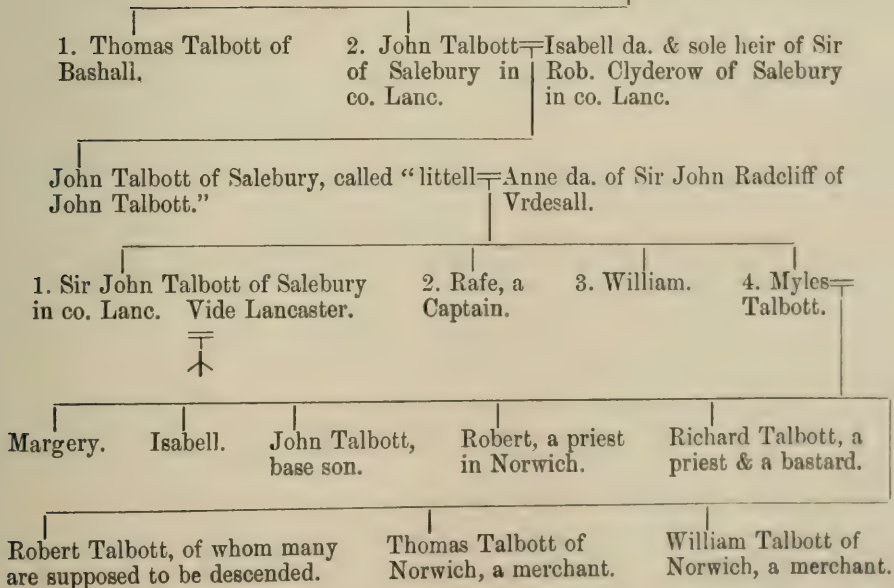 1. Thomas Talbott of
Bashall.
2. John Talbott
of Salebury in
co. Lanc.
Isabell da. & sole heir of Sir
Rob. Clyderow of Salebury
in co. Lanc.
John Talbott of Salebury, called “littell
John Talbott.”
Anne da. of Sir John Radcliff of
Vrdesall.
1. Sir John Talbott of Salebury
in co. Lanc. Vide Lancaster.
2. Rafe, a
Captain.
3. William.
4. Myles
Talbott.
Margery.
Isabell.
John Talbott,
base son.
Robert, a priest
in Norwich.
Richard Talbott, a
priest & a bastard.
Robert Talbott, of whom many
are supposed to be descended.
Thomas Talbott of
Norwich, a merchant.
William Talbott of
Norwich, a merchant.